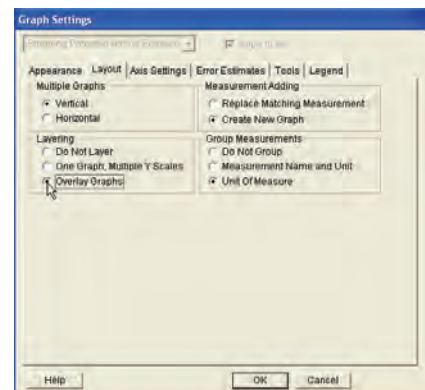 Graph Settings
Appearance Layout Axis Settings Error Estimates Tools Legend
Multiple Graphs
Vertical
Horizontal
Measurement Adding
Replace Matching Measurement
Create New Graph
Layering
Do Not Layer
One Graph, Multiple Y Scales
Overlay Graphs
Group Measurements
Do Not Group
Measurement Name and Unit
Unit Of Measure
Help OK Cancel